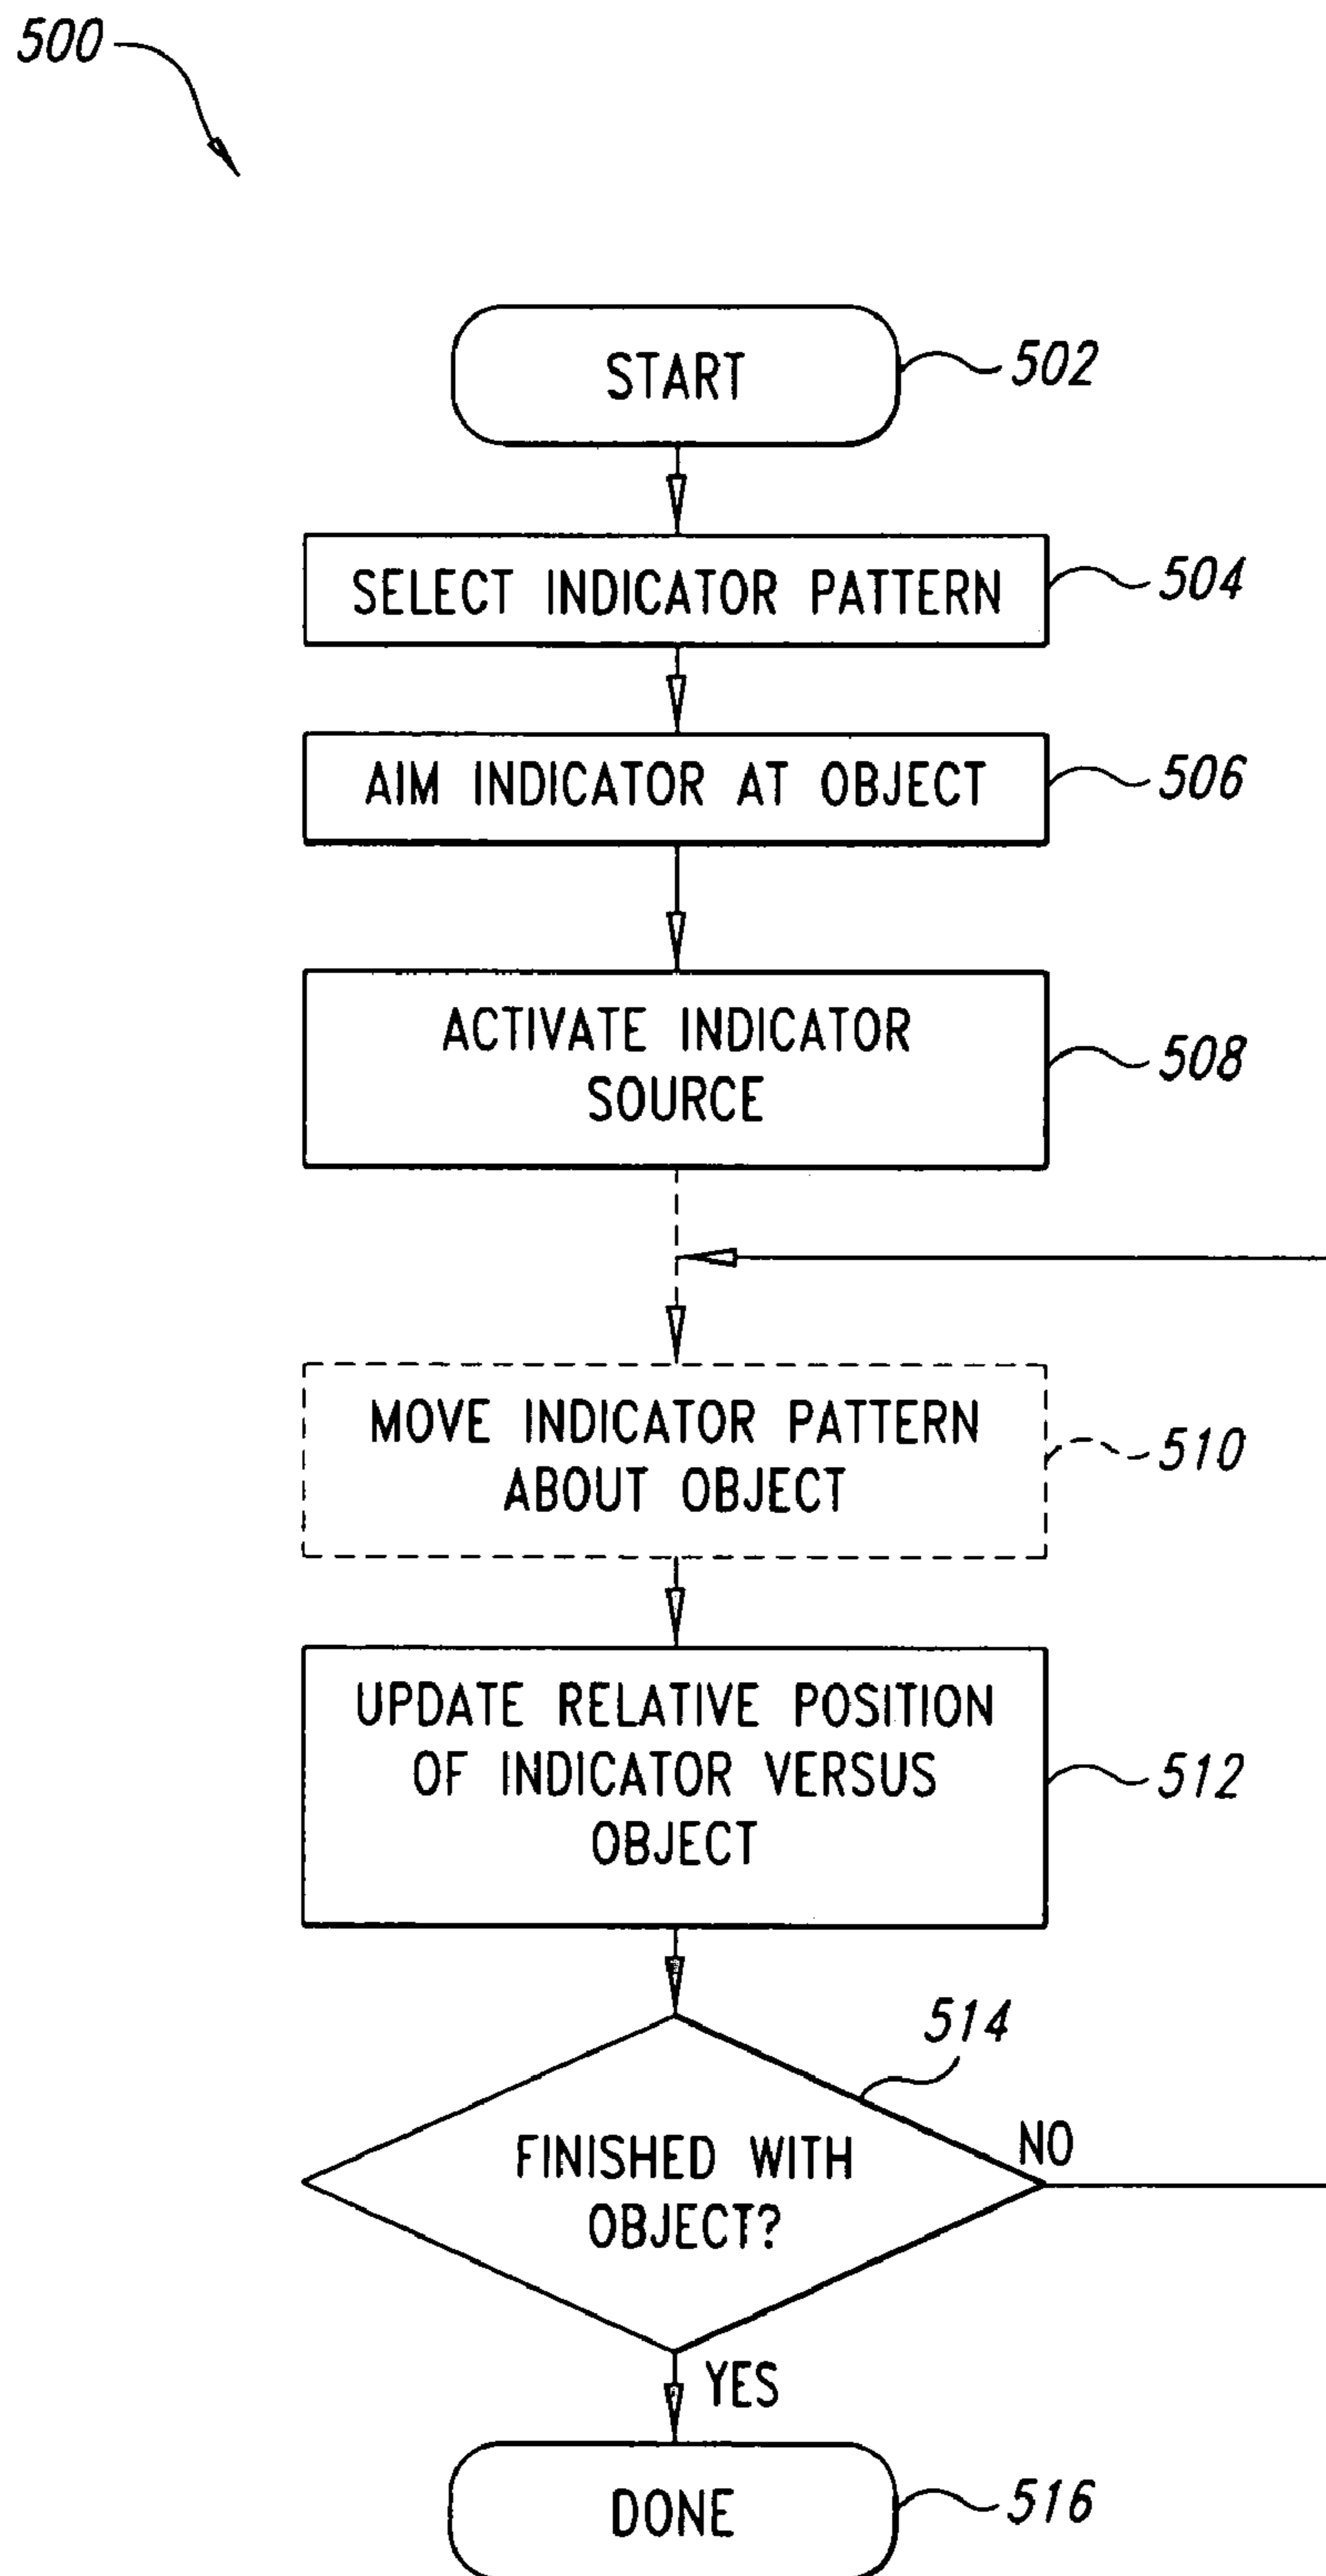 500
START
502
SELECT INDICATOR PATTERN
504
AIM INDICATOR AT OBJECT
506
ACTIVATE INDICATOR
SOURCE
508
MOVE INDICATOR PATTERN
ABOUT OBJECT
510
UPDATE RELATIVE POSITION
OF INDICATOR VERSUS
OBJECT
512
514
FINISHED WITH
OBJECT?
NO
YES
DONE
516